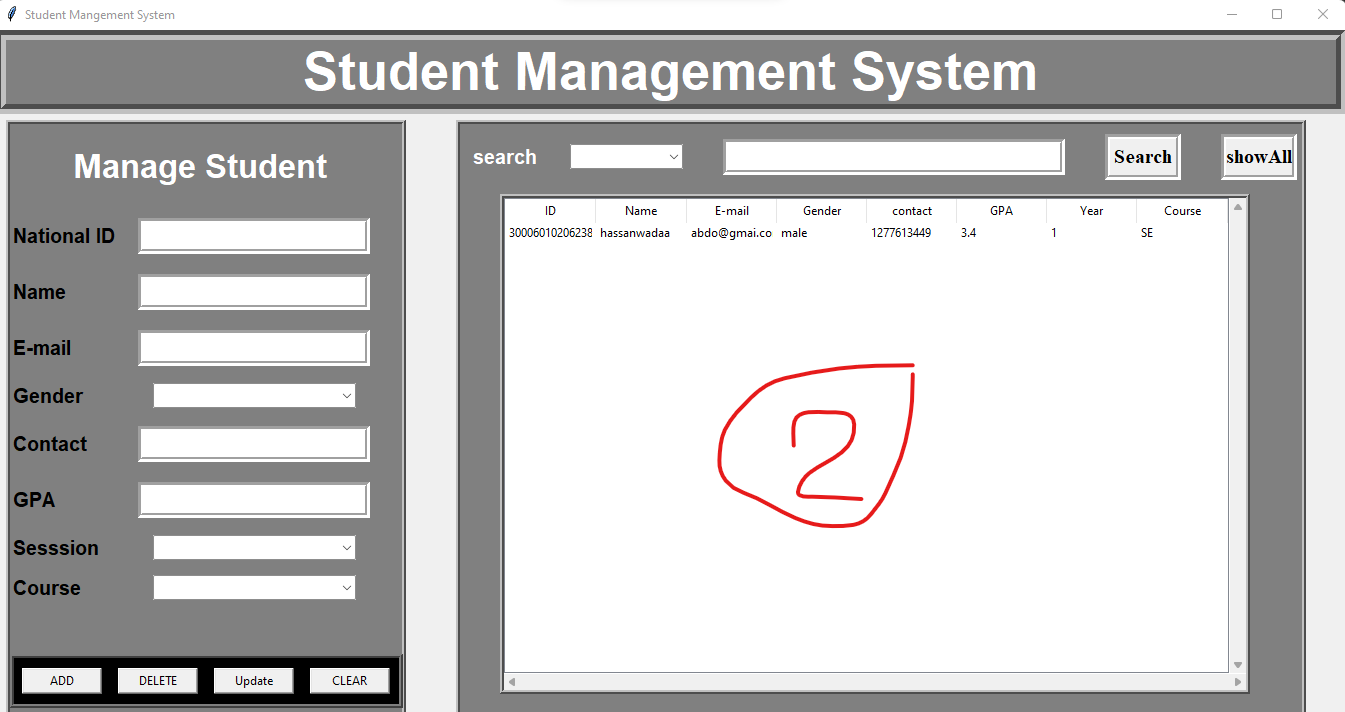 Student Mangement System
Student Management System
Manage Student
National ID
Name
E-mail
Gender
Contact
GPA
Sesssion
Course
ADD DELETE Update CLEAR
search Search showAll
ID Name E-mail Gender contact GPA Year Course
30006010206238 hassanwadaa abdo@gmai.co male 1277613449 3.4 1 SE
2